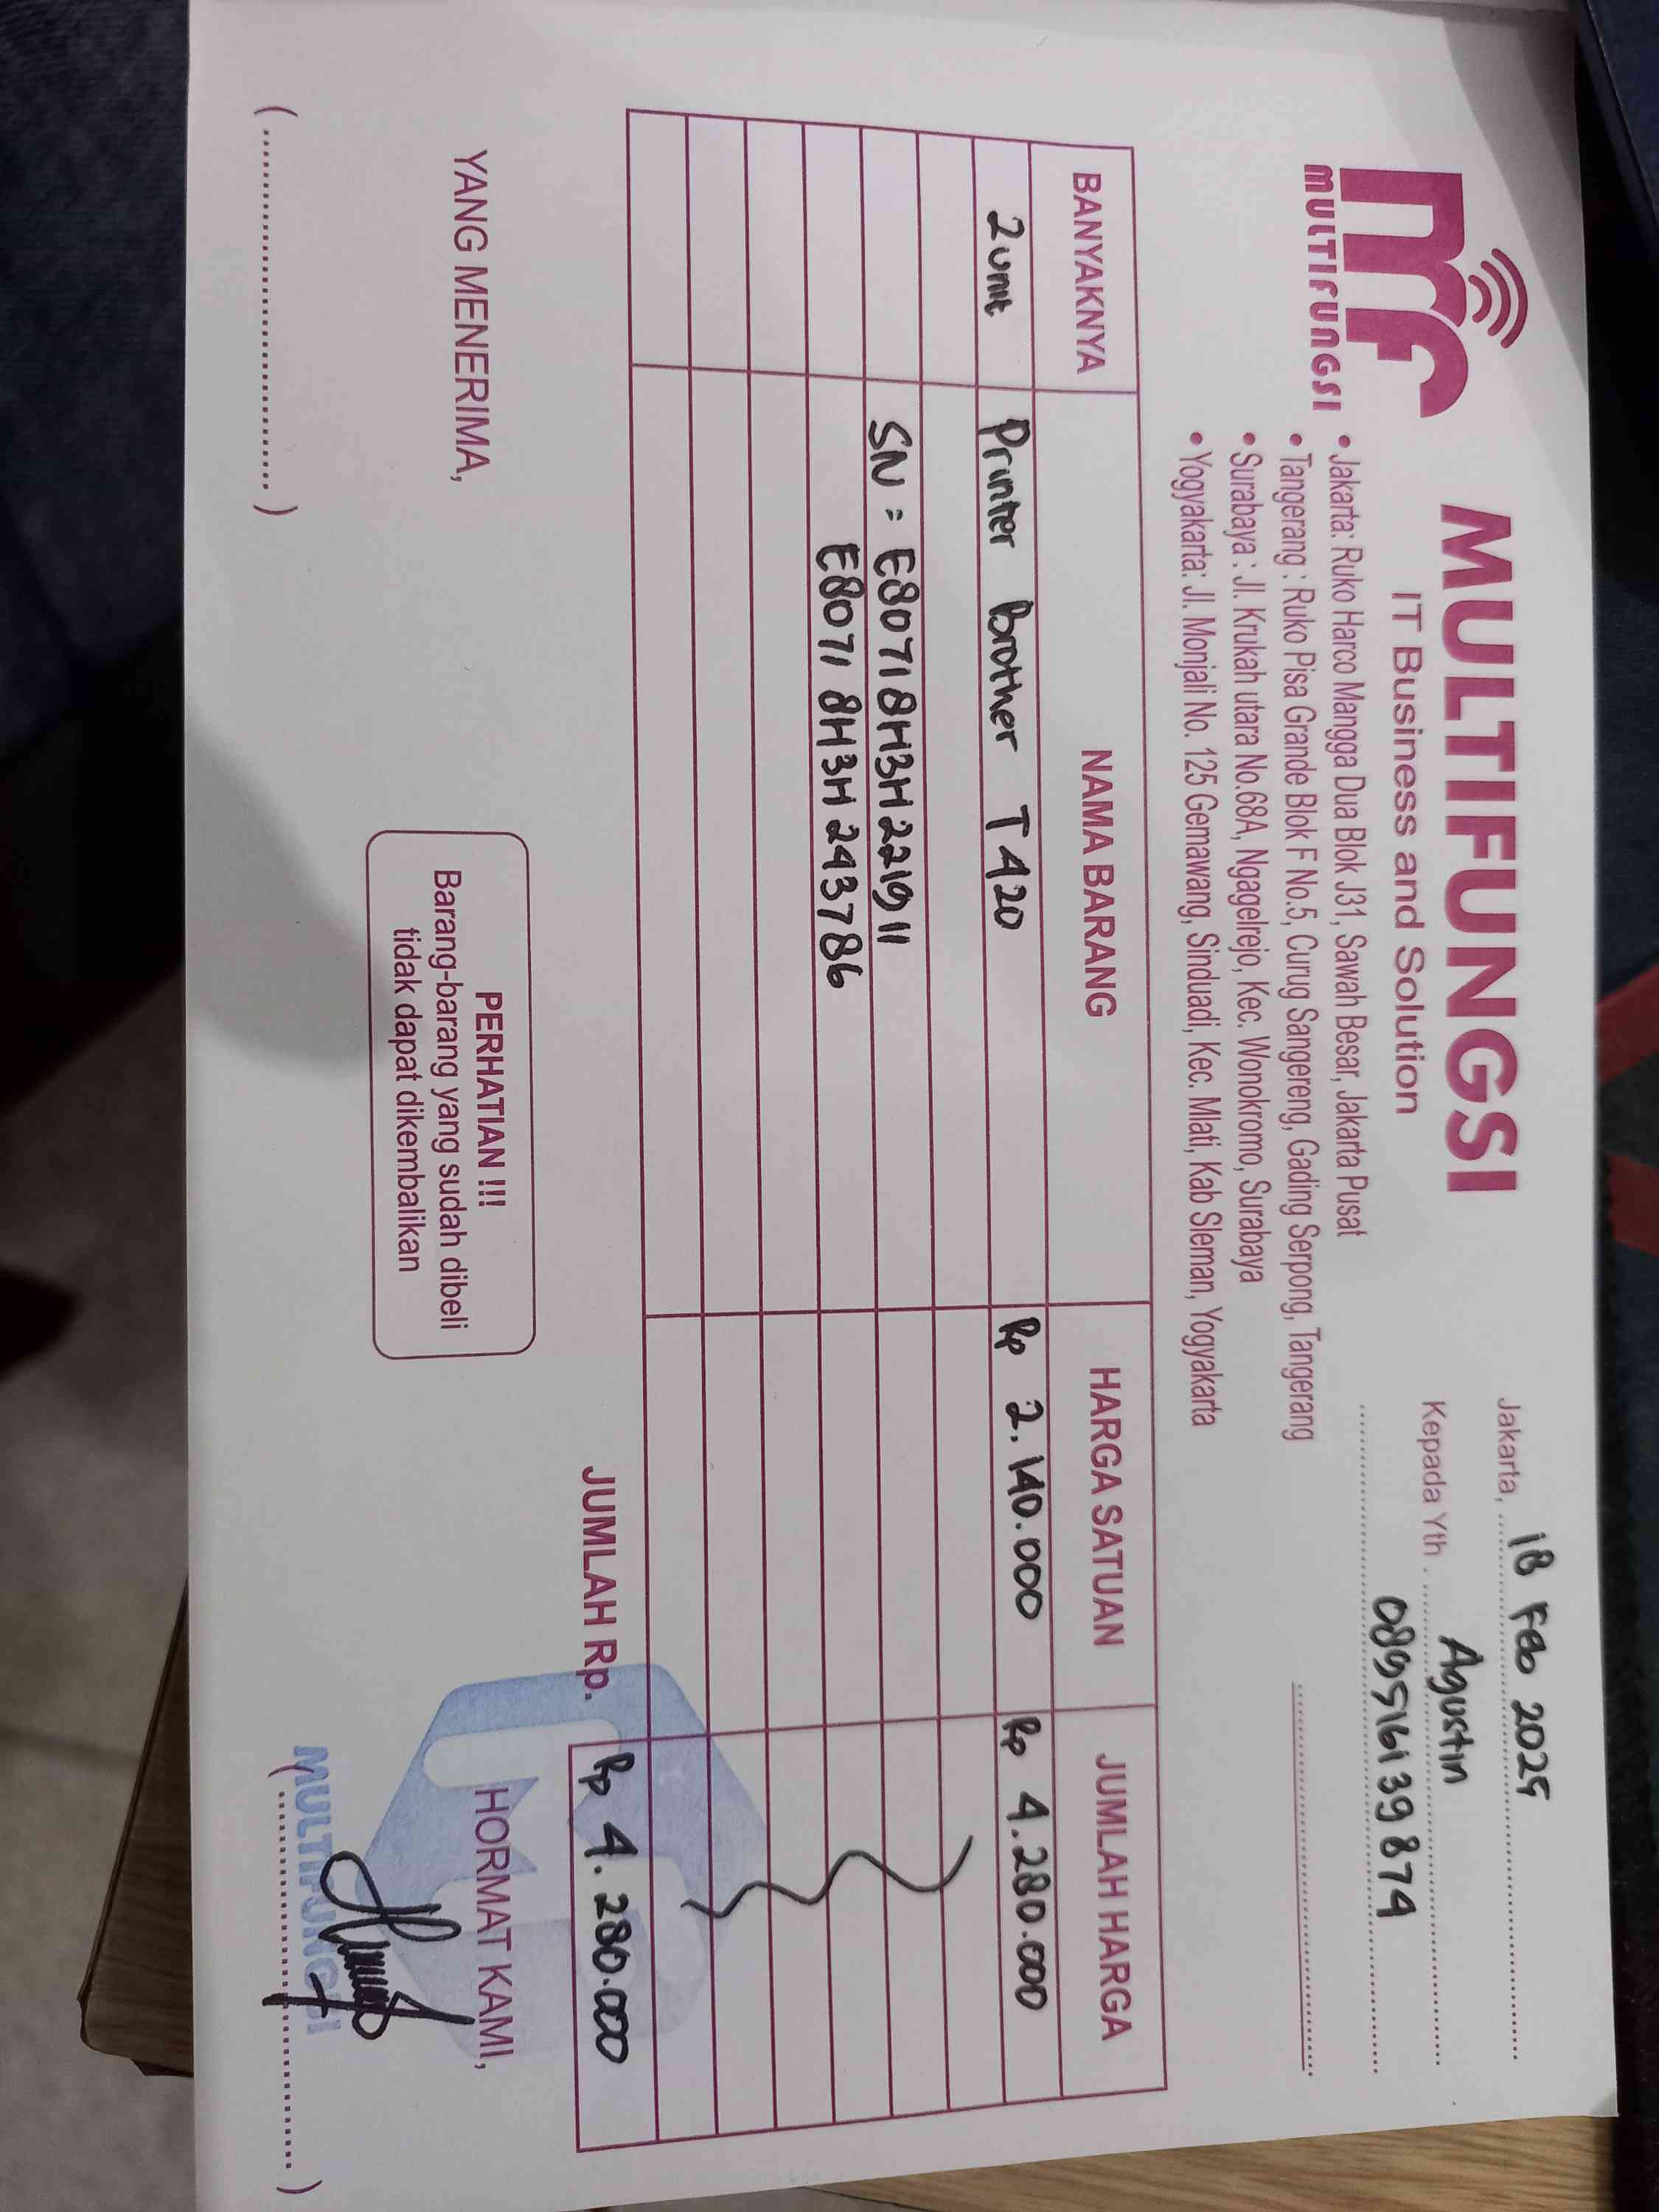 MULTIFUNGSI
MULTIFUNGSI
IT Business and Solution
• Jakarta: Ruko Harco Mangga Dua Blok J31, Sawah Besar, Jakarta Pusat
• Tangerang : Ruko Pisa Grande Blok F No.5, Curug Sangereng, Gading Serpong, Tangerang
• Surabaya : Jl. Krukah utara No.68A, Ngagelrejo, Kec. Wonokromo, Surabaya
• Yogyakarta: Jl. Monjali No. 125 Gemawang, Sinduadi, Kec. Mlati, Kab Sleman, Yogyakarta
Jakarta, 18 Feb 2025
Kepada Yth. Agustin
089516139874
BANYAKNYA NAMA BARANG HARGA SATUAN JUMLAH HARGA
2 unit Printer Brother T420 Rp 2.140.000 Rp 4.280.000
SN : E80718H3H221911
E80718H3H243786
JUMLAH Rp. Rp 4.280.000
YANG MENERIMA,
PERHATIAN !!!
Barang-barang yang sudah dibeli
tidak dapat dikembalikan
HORMAT KAMI,
MULTIFUNGSI